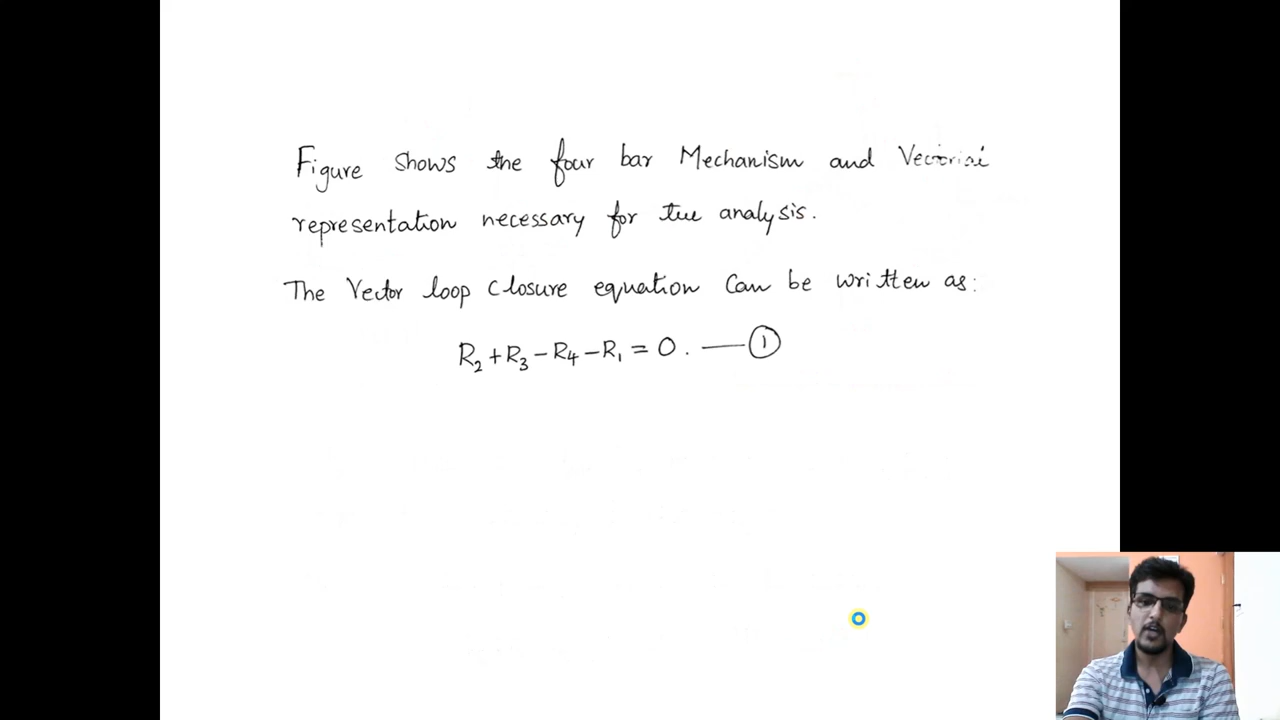 Figure shows the four bar Mechanism and Vectorial
representation necessary for the analysis.
The Vector loop closure equation can be written as:
R₂ + R₃ − R₄ − R₁ = 0. —— ①